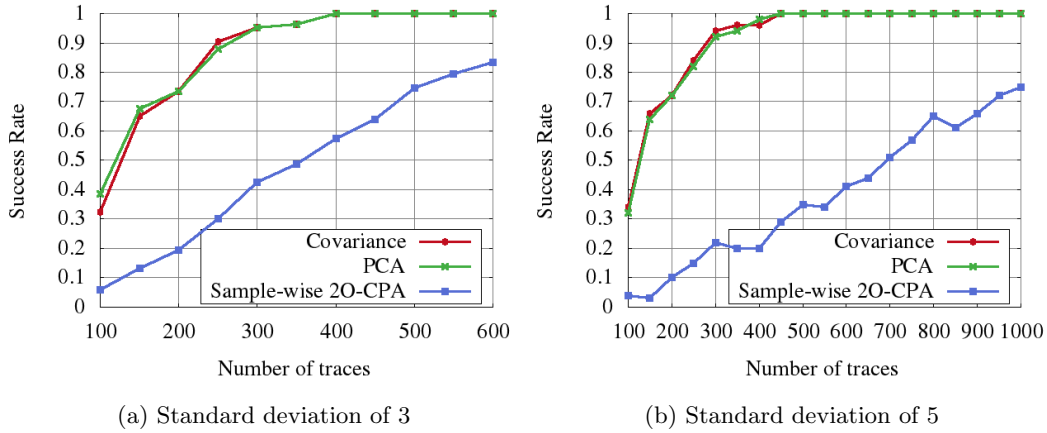 1
0.9
0.8
0.7
0.6
0.5
0.4
0.3
0.2
0.1
0
Success Rate
Covariance
PCA
Sample-wise 2O-CPA
100 200 300 400 500 600
Number of traces
(a) Standard deviation of 3
1
0.9
0.8
0.7
0.6
0.5
0.4
0.3
0.2
0.1
0
Success Rate
Covariance
PCA
Sample-wise 2O-CPA
100 200 300 400 500 600 700 800 900 1000
Number of traces
(b) Standard deviation of 5